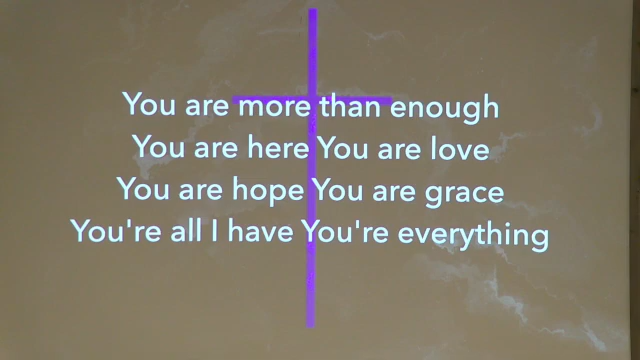 You are more than enough
You are here You are love
You are hope You are grace
You're all I have You're everything